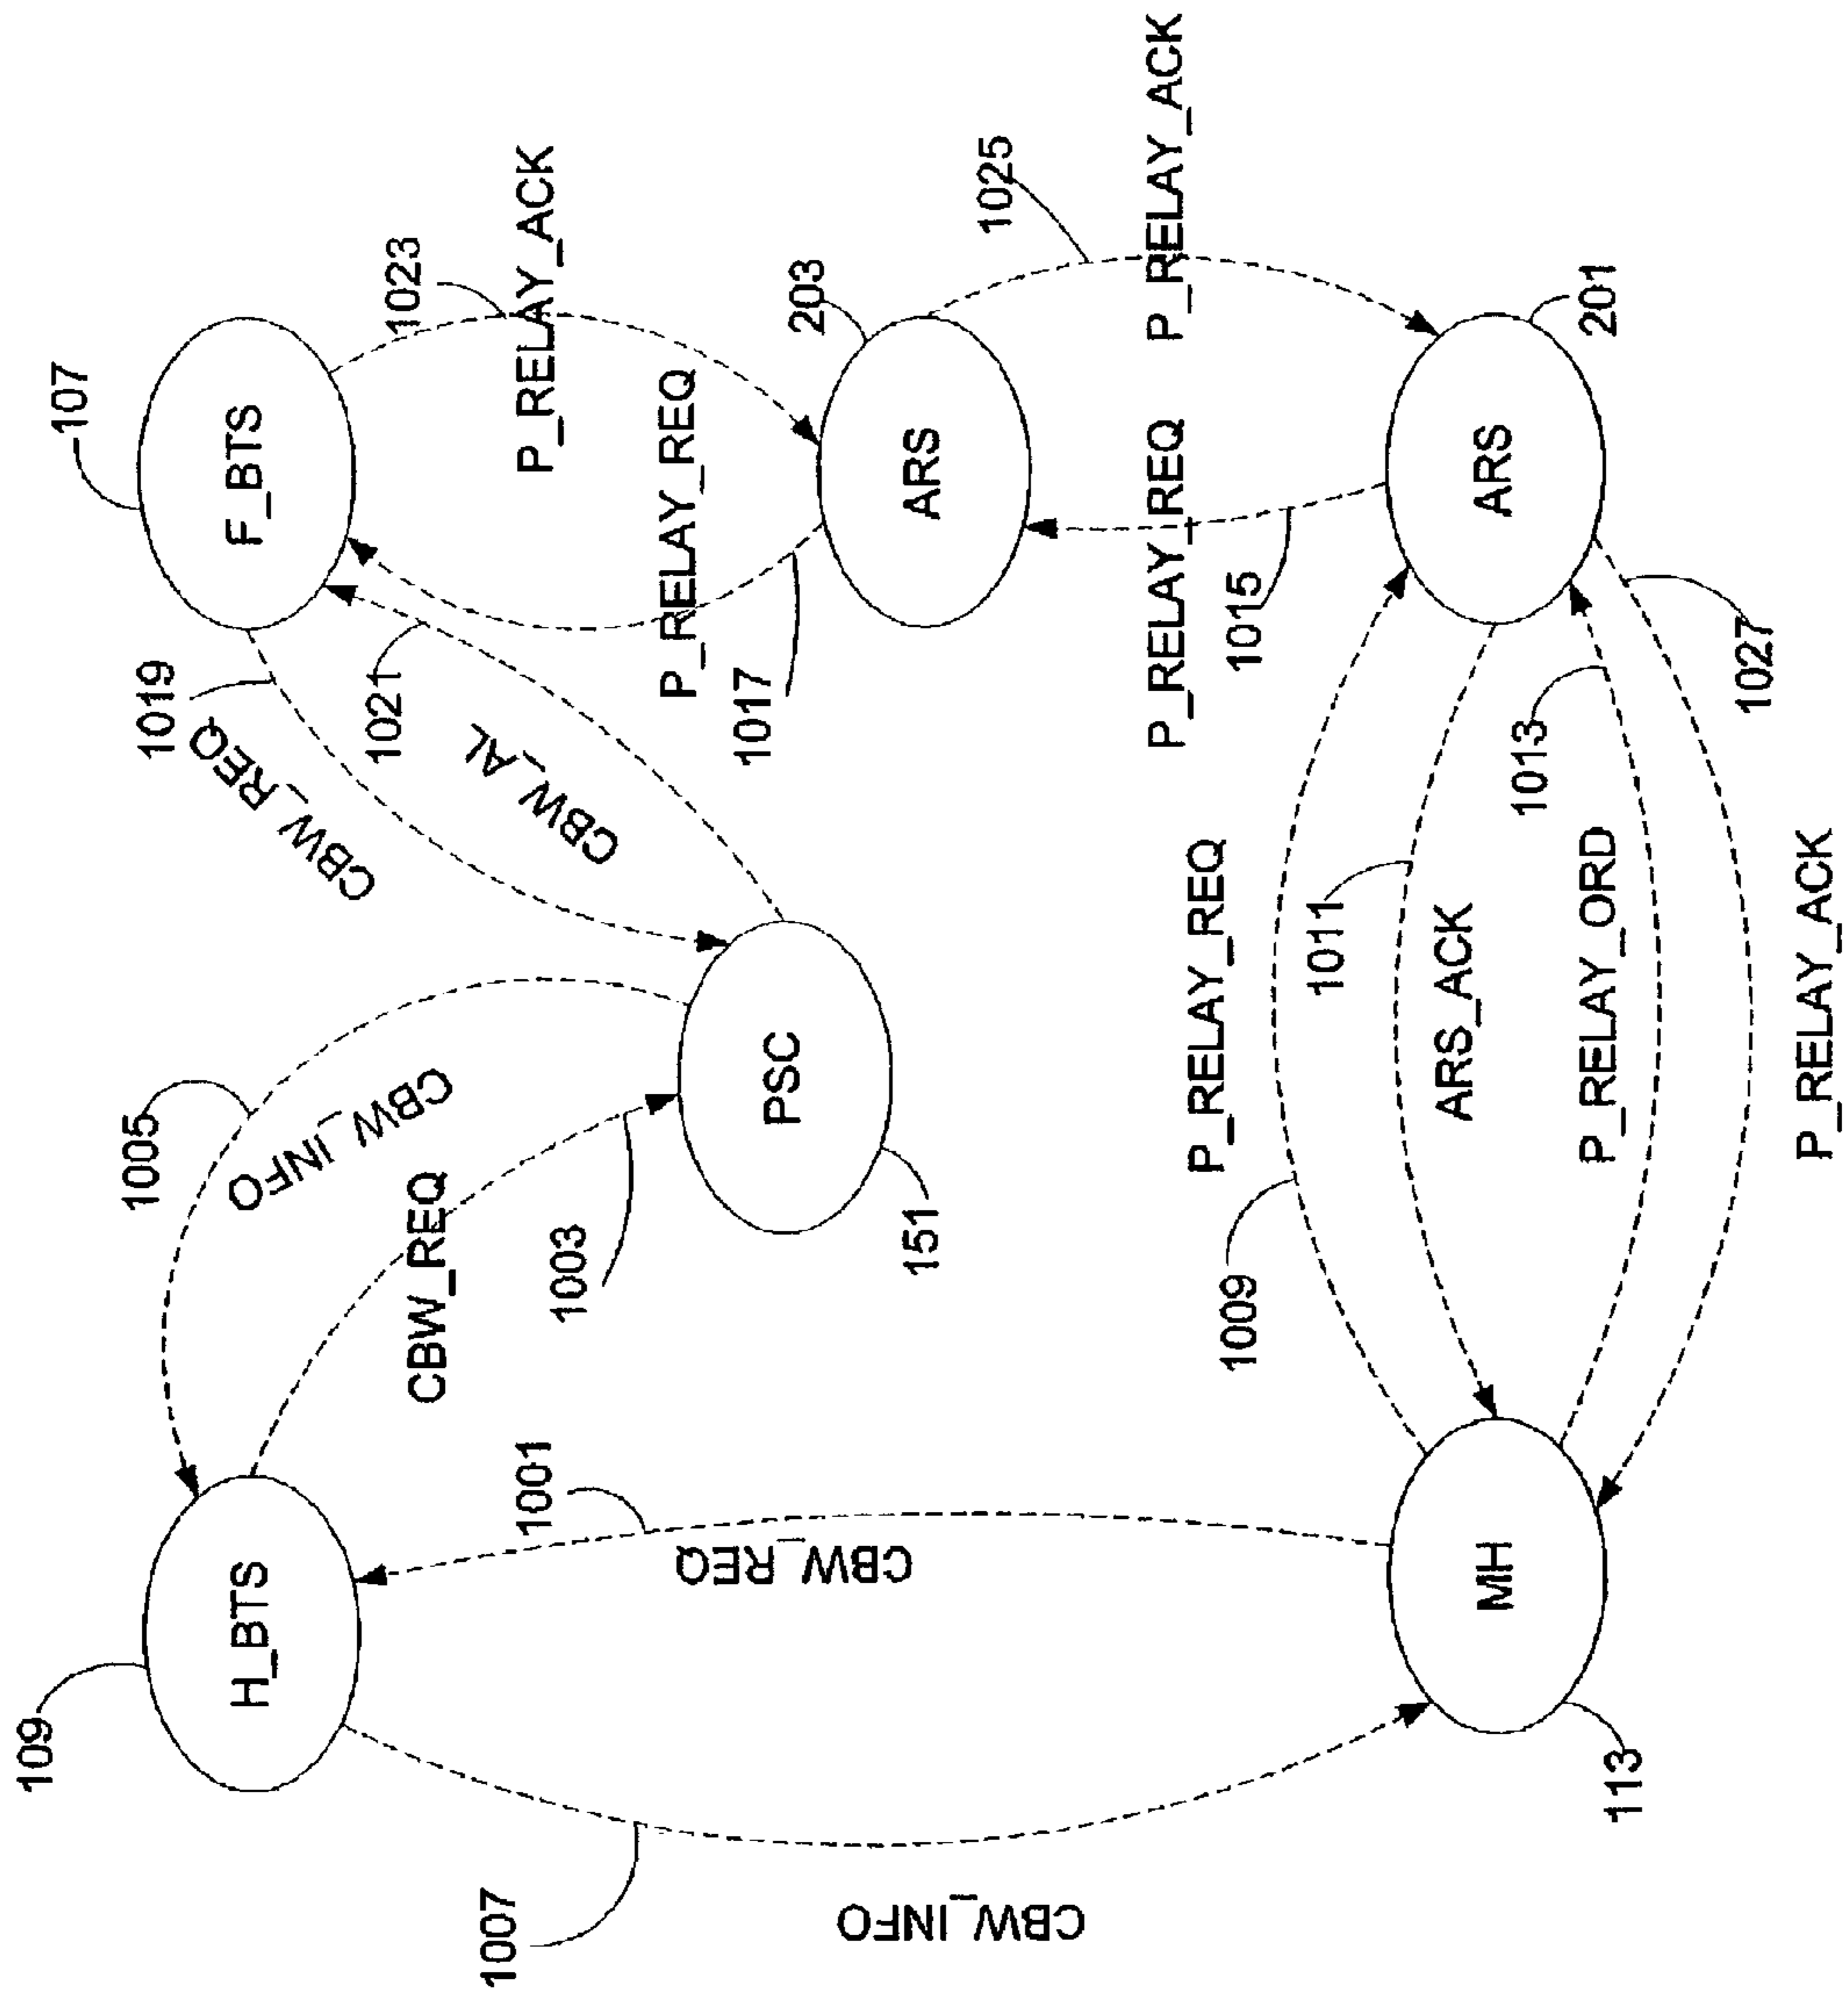 109
H_BTS
1005
CBW_INFO
CBW_REQ
1003
PSC
151
1019
CBW_REQ
1021
CBW_AL
107
F_BTS
1023
P_RELAY_ACK
P_RELAY_REQ
1017
203
ARS
1025
P_RELAY_ACK
P_RELAY_REQ
1015
ARS
201
1007
CBW_INFO
1001
CBW_REQ
MH
113
1009
P_RELAY_REQ
1011
ARS_ACK
1013
P_RELAY_ORD
1027
P_RELAY_ACK